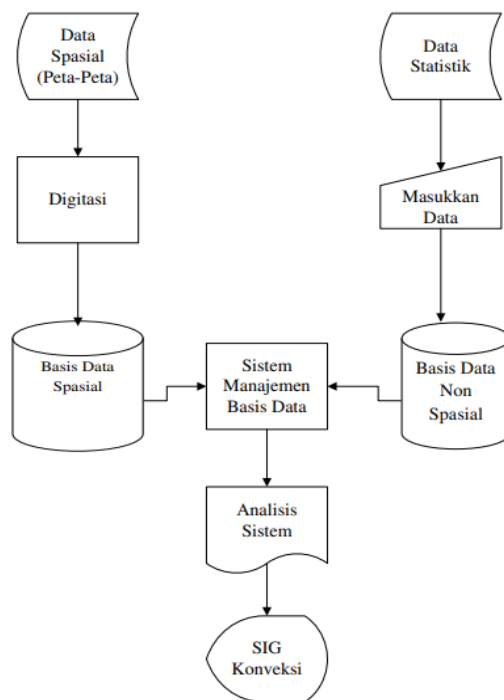 Data
Spasial
(Peta-Peta)
Data
Statistik
Digitasi
Masukkan
Data
Basis Data
Spasial
Sistem
Manajemen
Basis Data
Basis Data
Non
Spasial
Analisis
Sistem
SIG
Konveksi